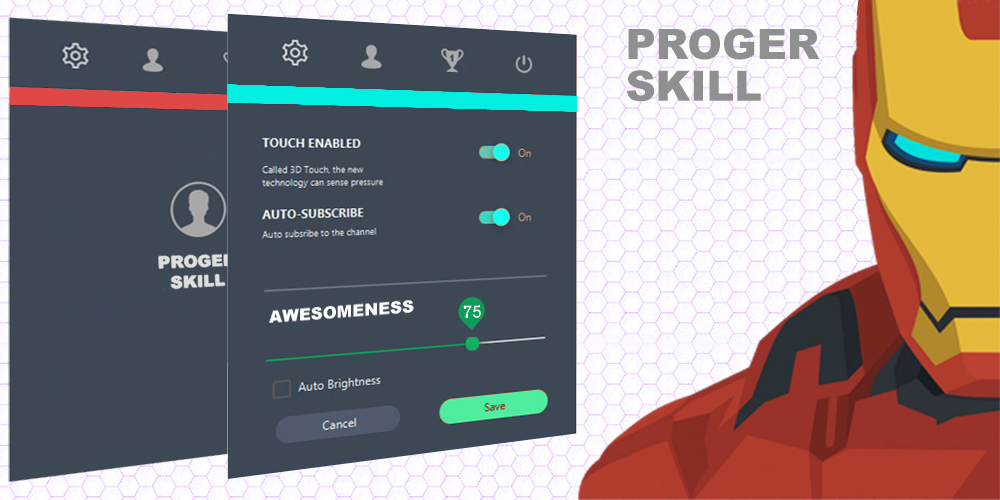 PROGER
SKILL
TOUCH ENABLED
On
Called 3D Touch, the new
technology can sense pressure
AUTO-SUBSCRIBE
On
Auto subsribe to the channel
AWESOMENESS
75
Auto Brightness
Cancel
Save
PROGER
SKILL